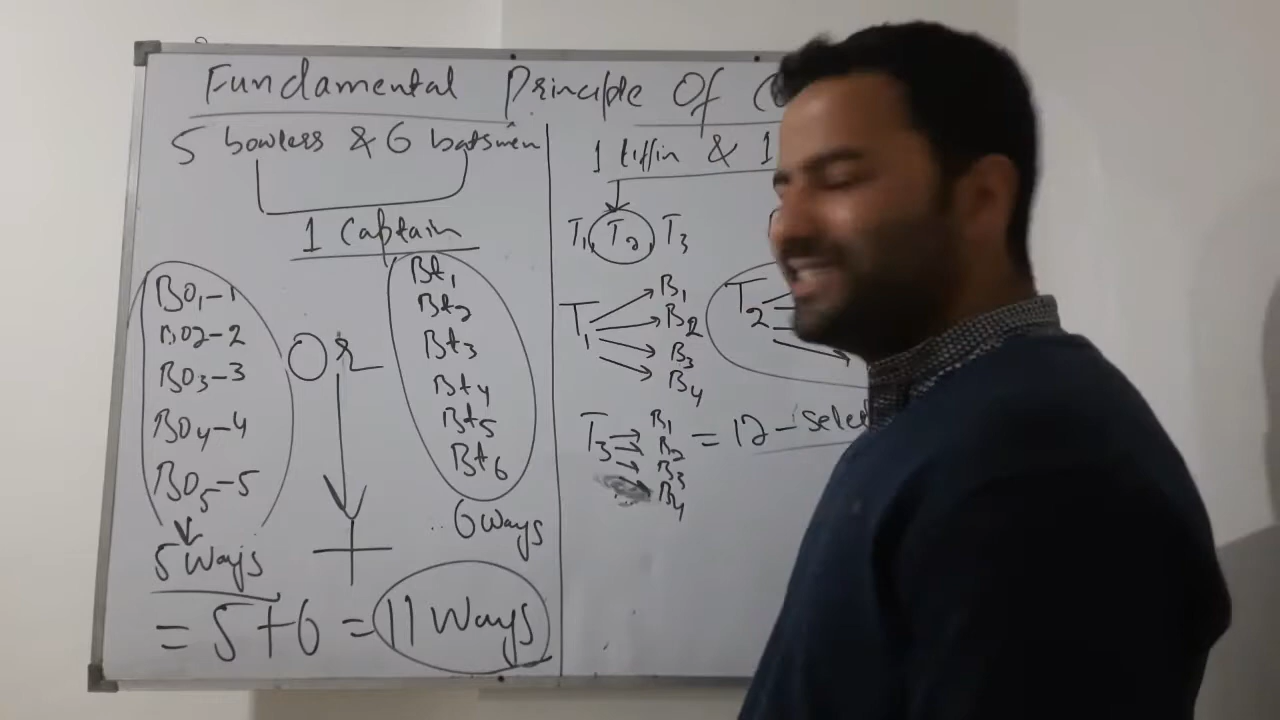 Fundamental Principle Of
5 bowless & 6 batsmen
1 Captain
BO1-1
BO2-2
BO3-3
BO4-4
BO5-5
5 Ways
Or
+
Bt1
Bt2
Bt3
Bt4
Bt5
Bt6
6 Ways
= 5+6 = 11 Ways
1 tiffin & 1
T1 T2 T3
T1
B1
B2
B3
B4
T2
T3
B1
B2
B3
B4
= 12-Selec